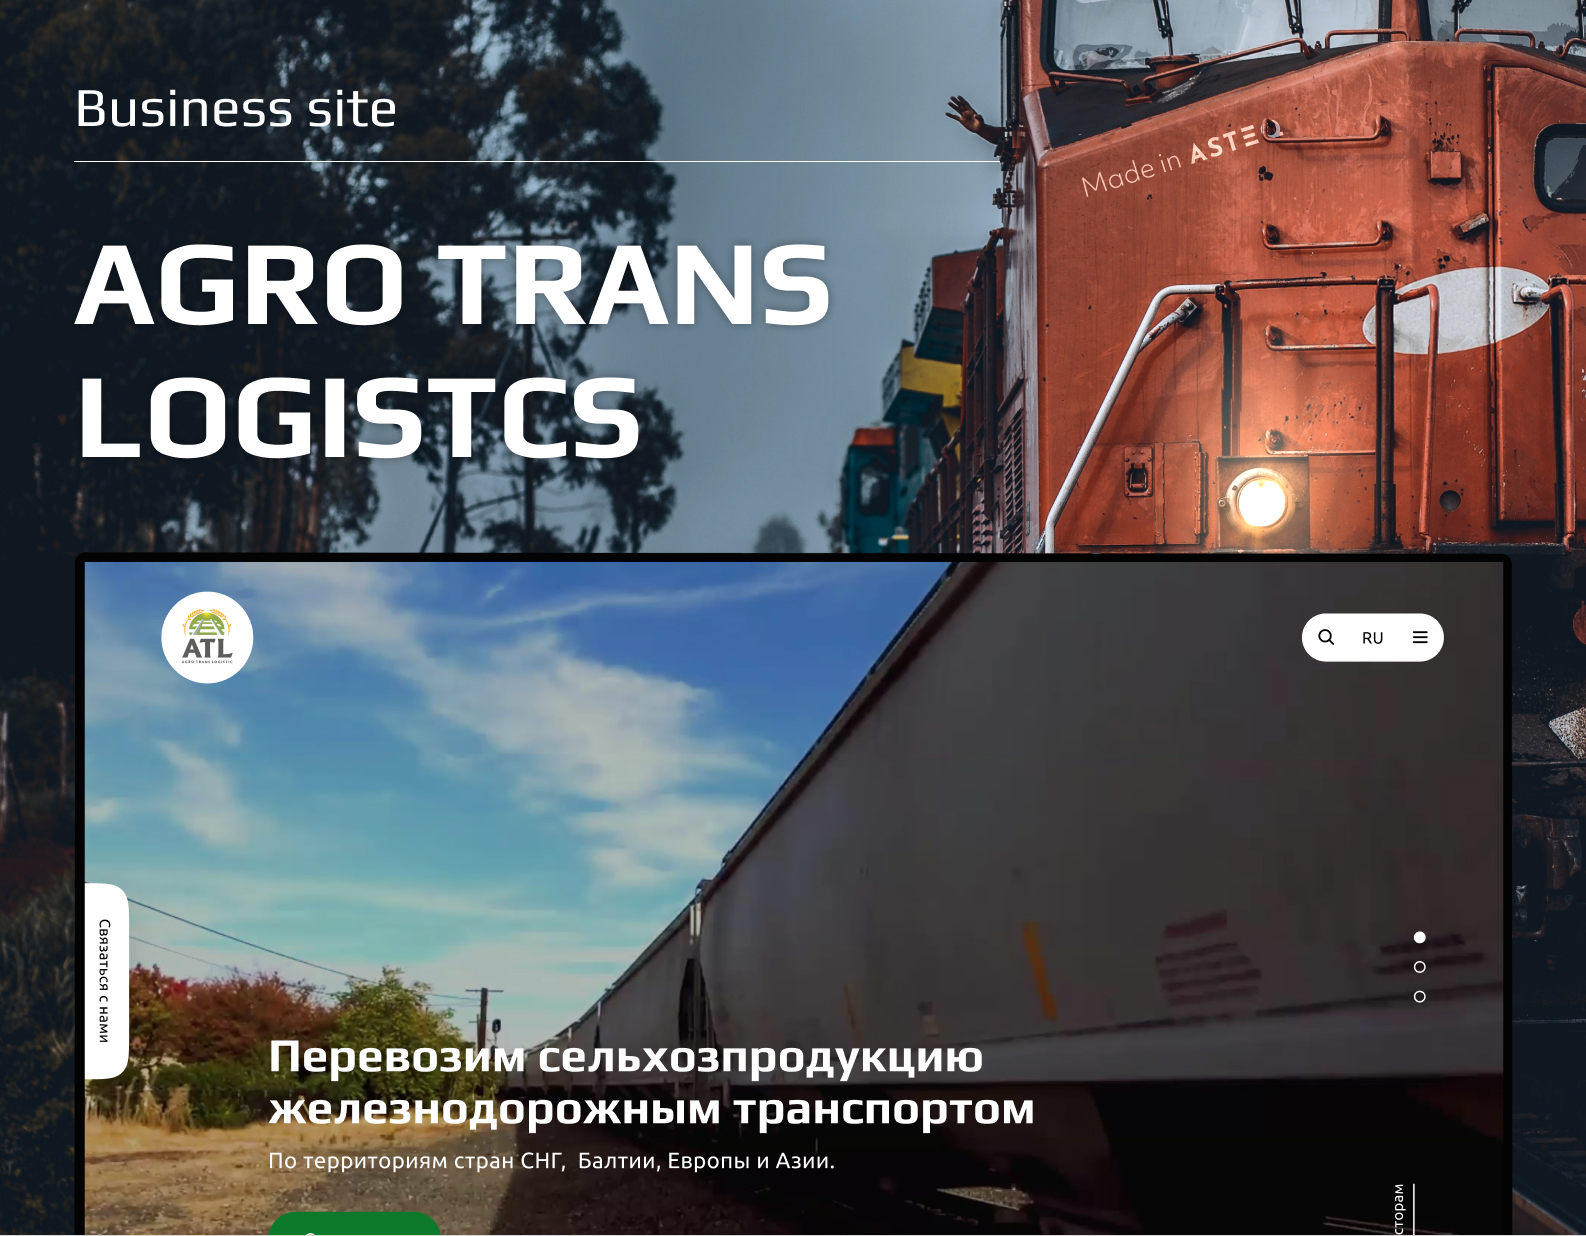 Business site
Made in ASTE
AGRO TRANS
LOGISTCS
ATL
AGRO TRANS LOGISTIC
RU
Связаться с нами
Перевозим сельхозпродукцию
железнодорожным транспортом
По территориям стран СНГ, Балтии, Европы и Азии.